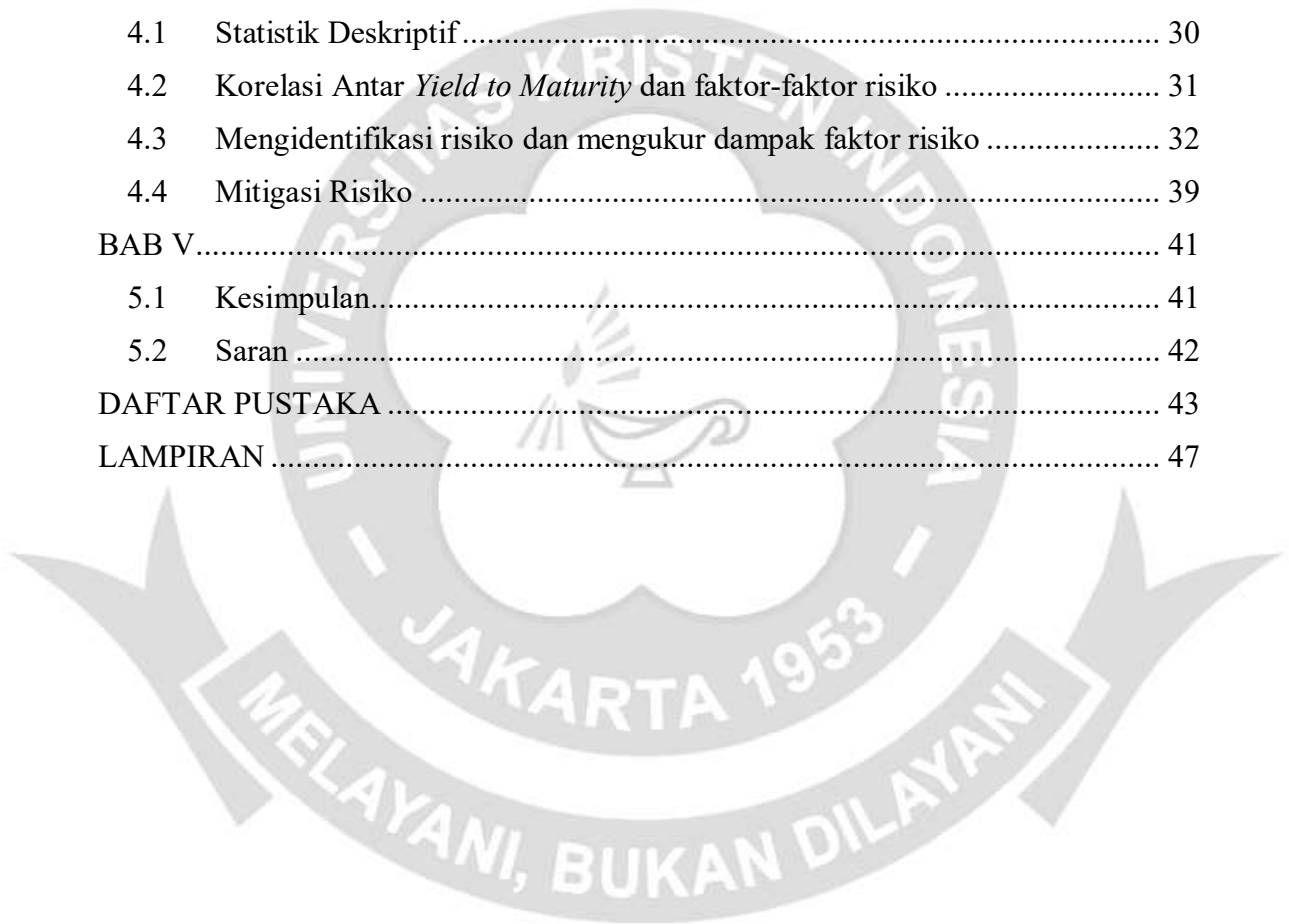 4.1 Statistik Deskriptif.......................................................................................................... 30
4.2 Korelasi Antar Yield to Maturity dan faktor-faktor risiko ................................ 31
4.3 Mengidentifikasi risiko dan mengukur dampak faktor risiko ......................... 32
4.4 Mitigasi Risiko ................................................................................................................ 39
BAB V................................................................................................................................................ 41
5.1 Kesimpulan........................................................................................................................ 41
5.2 Saran .................................................................................................................................. 42
DAFTAR PUSTAKA ...................................................................................................................... 43
LAMPIRAN ...................................................................................................................................... 47
UNIVERSITAS KRISTEN INDONESIA
- JAKARTA 1953 -
MELAYANI, BUKAN DILAYANI